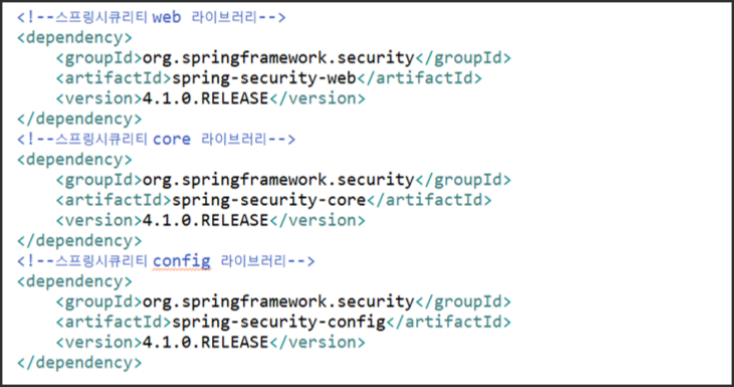 <!--스프링시큐리티 web 라이브러리-->
<dependency>
    <groupId>org.springframework.security</groupId>
    <artifactId>spring-security-web</artifactId>
    <version>4.1.0.RELEASE</version>
</dependency>
<!--스프링시큐리티 core 라이브러리-->
<dependency>
    <groupId>org.springframework.security</groupId>
    <artifactId>spring-security-core</artifactId>
    <version>4.1.0.RELEASE</version>
</dependency>
<!--스프링시큐리티 config 라이브러리-->
<dependency>
    <groupId>org.springframework.security</groupId>
    <artifactId>spring-security-config</artifactId>
    <version>4.1.0.RELEASE</version>
</dependency>